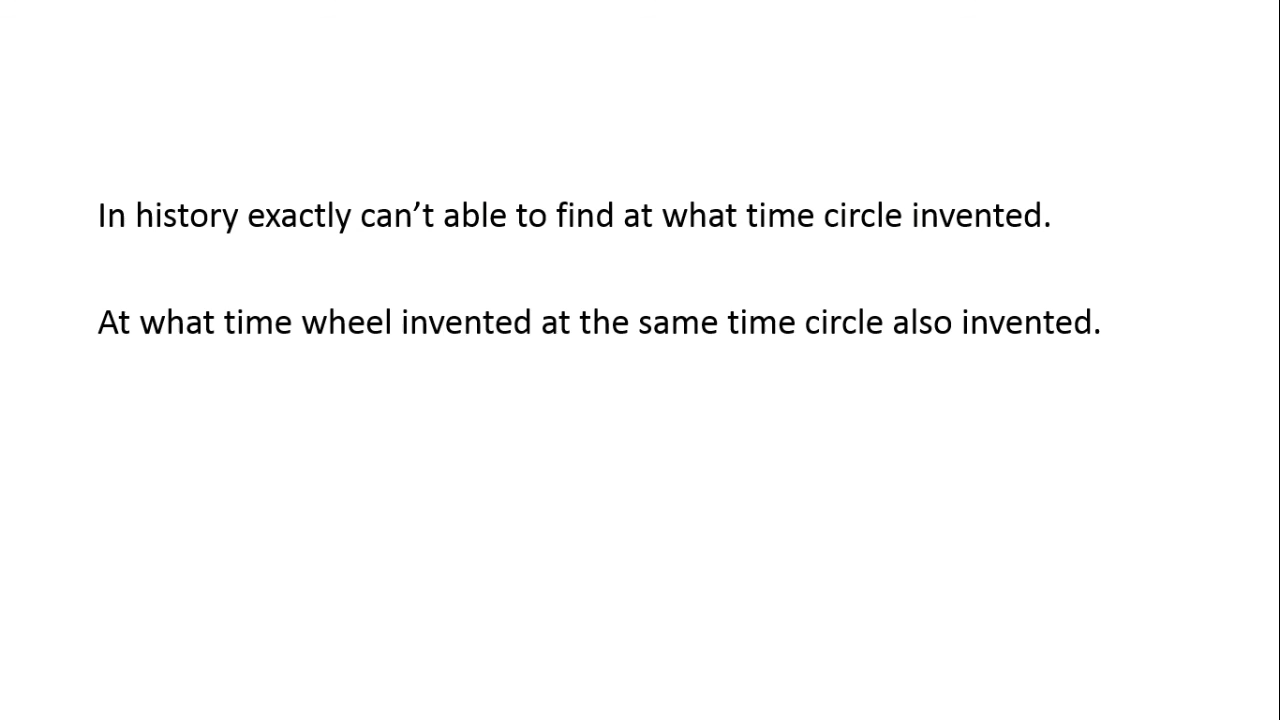 In history exactly can’t able to find at what time circle invented.
At what time wheel invented at the same time circle also invented.